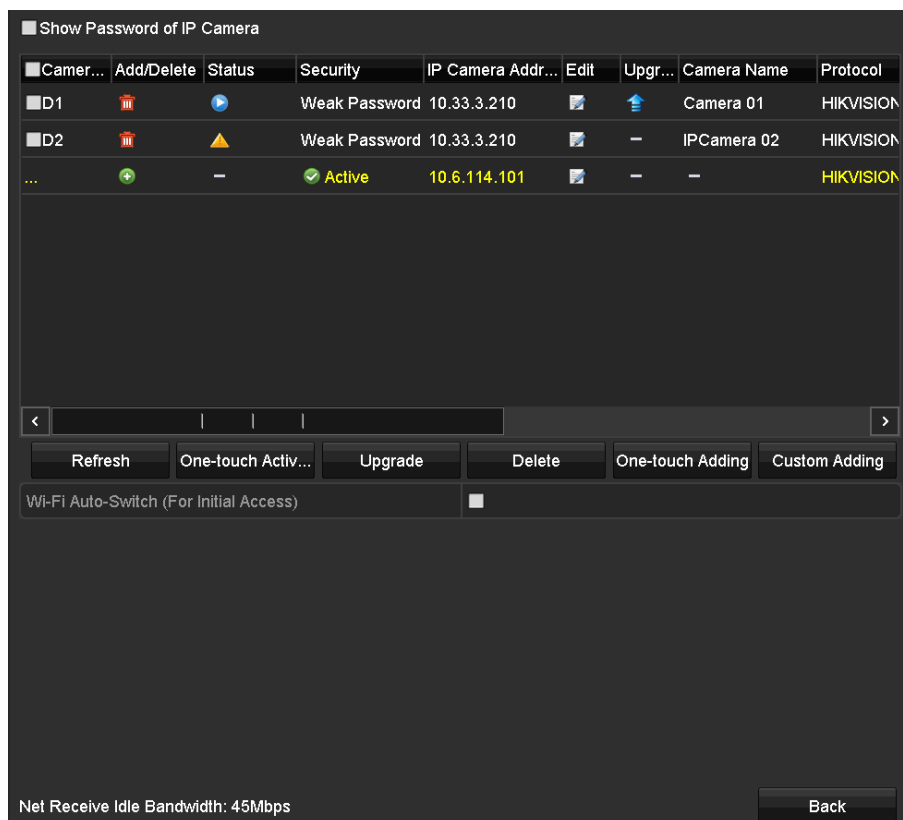 Show Password of IP Camera
Camer... Add/Delete Status Security IP Camera Addr... Edit Upgr... Camera Name Protocol
D1 Weak Password 10.33.3.210 Camera 01 HIKVISION
D2 Weak Password 10.33.3.210 – IPCamera 02 HIKVISION
... – Active 10.6.114.101 – – HIKVISION
Refresh One-touch Activ... Upgrade Delete One-touch Adding Custom Adding
Wi-Fi Auto-Switch (For Initial Access)
Net Receive Idle Bandwidth: 45Mbps Back